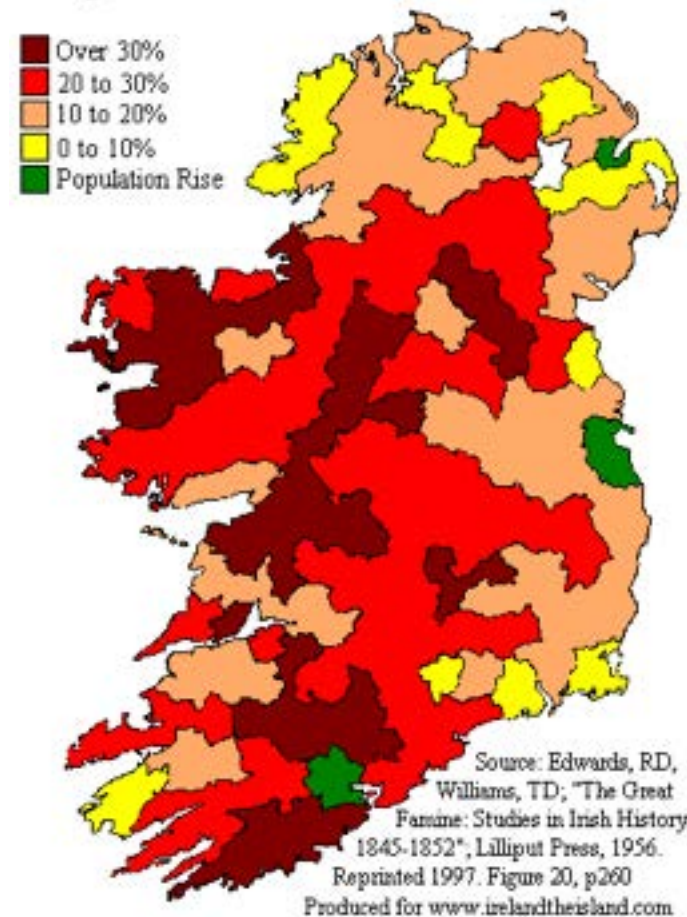 Over 30%
20 to 30%
10 to 20%
0 to 10%
Population Rise
Source: Edwards, RD,
Williams, TD; "The Great
Famine: Studies in Irish History
1845-1852"; Lilliput Press, 1956.
Reprinted 1997. Figure 20, p260
Produced for www.irelandtheisland.com